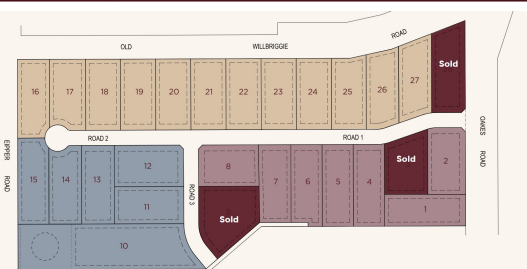 OLD WILLBRIGGIE ROAD
16 17 18 19 20 21 22 23 24 25 26 27 Sold
ROAD 2 ROAD 1
OAKES ROAD
EIPPER ROAD
15 14 13 12
11
ROAD 3
8 7 6 5 4 Sold 2
Sold
1
10